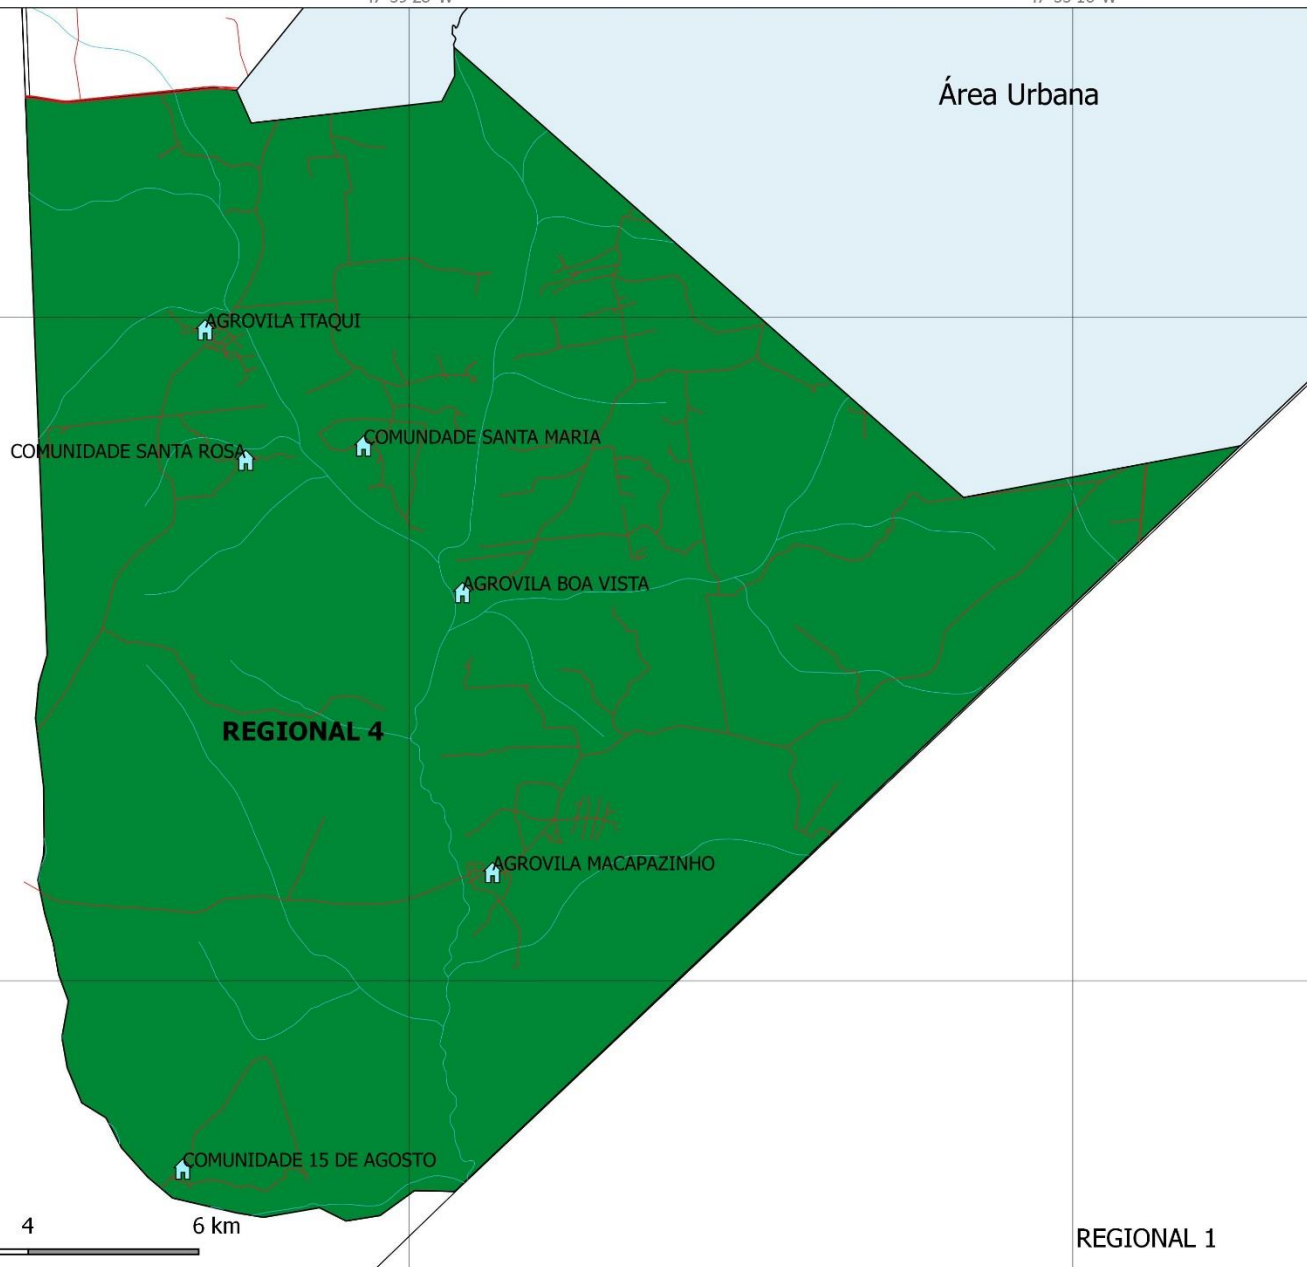 Área Urbana
AGROVILA ITAQUI
COMUNDADE SANTA MARIA
COMUNIDADE SANTA ROSA
AGROVILA BOA VISTA
REGIONAL 4
AGROVILA MACAPAZINHO
COMUNIDADE 15 DE AGOSTO
4 6 km
REGIONAL 1